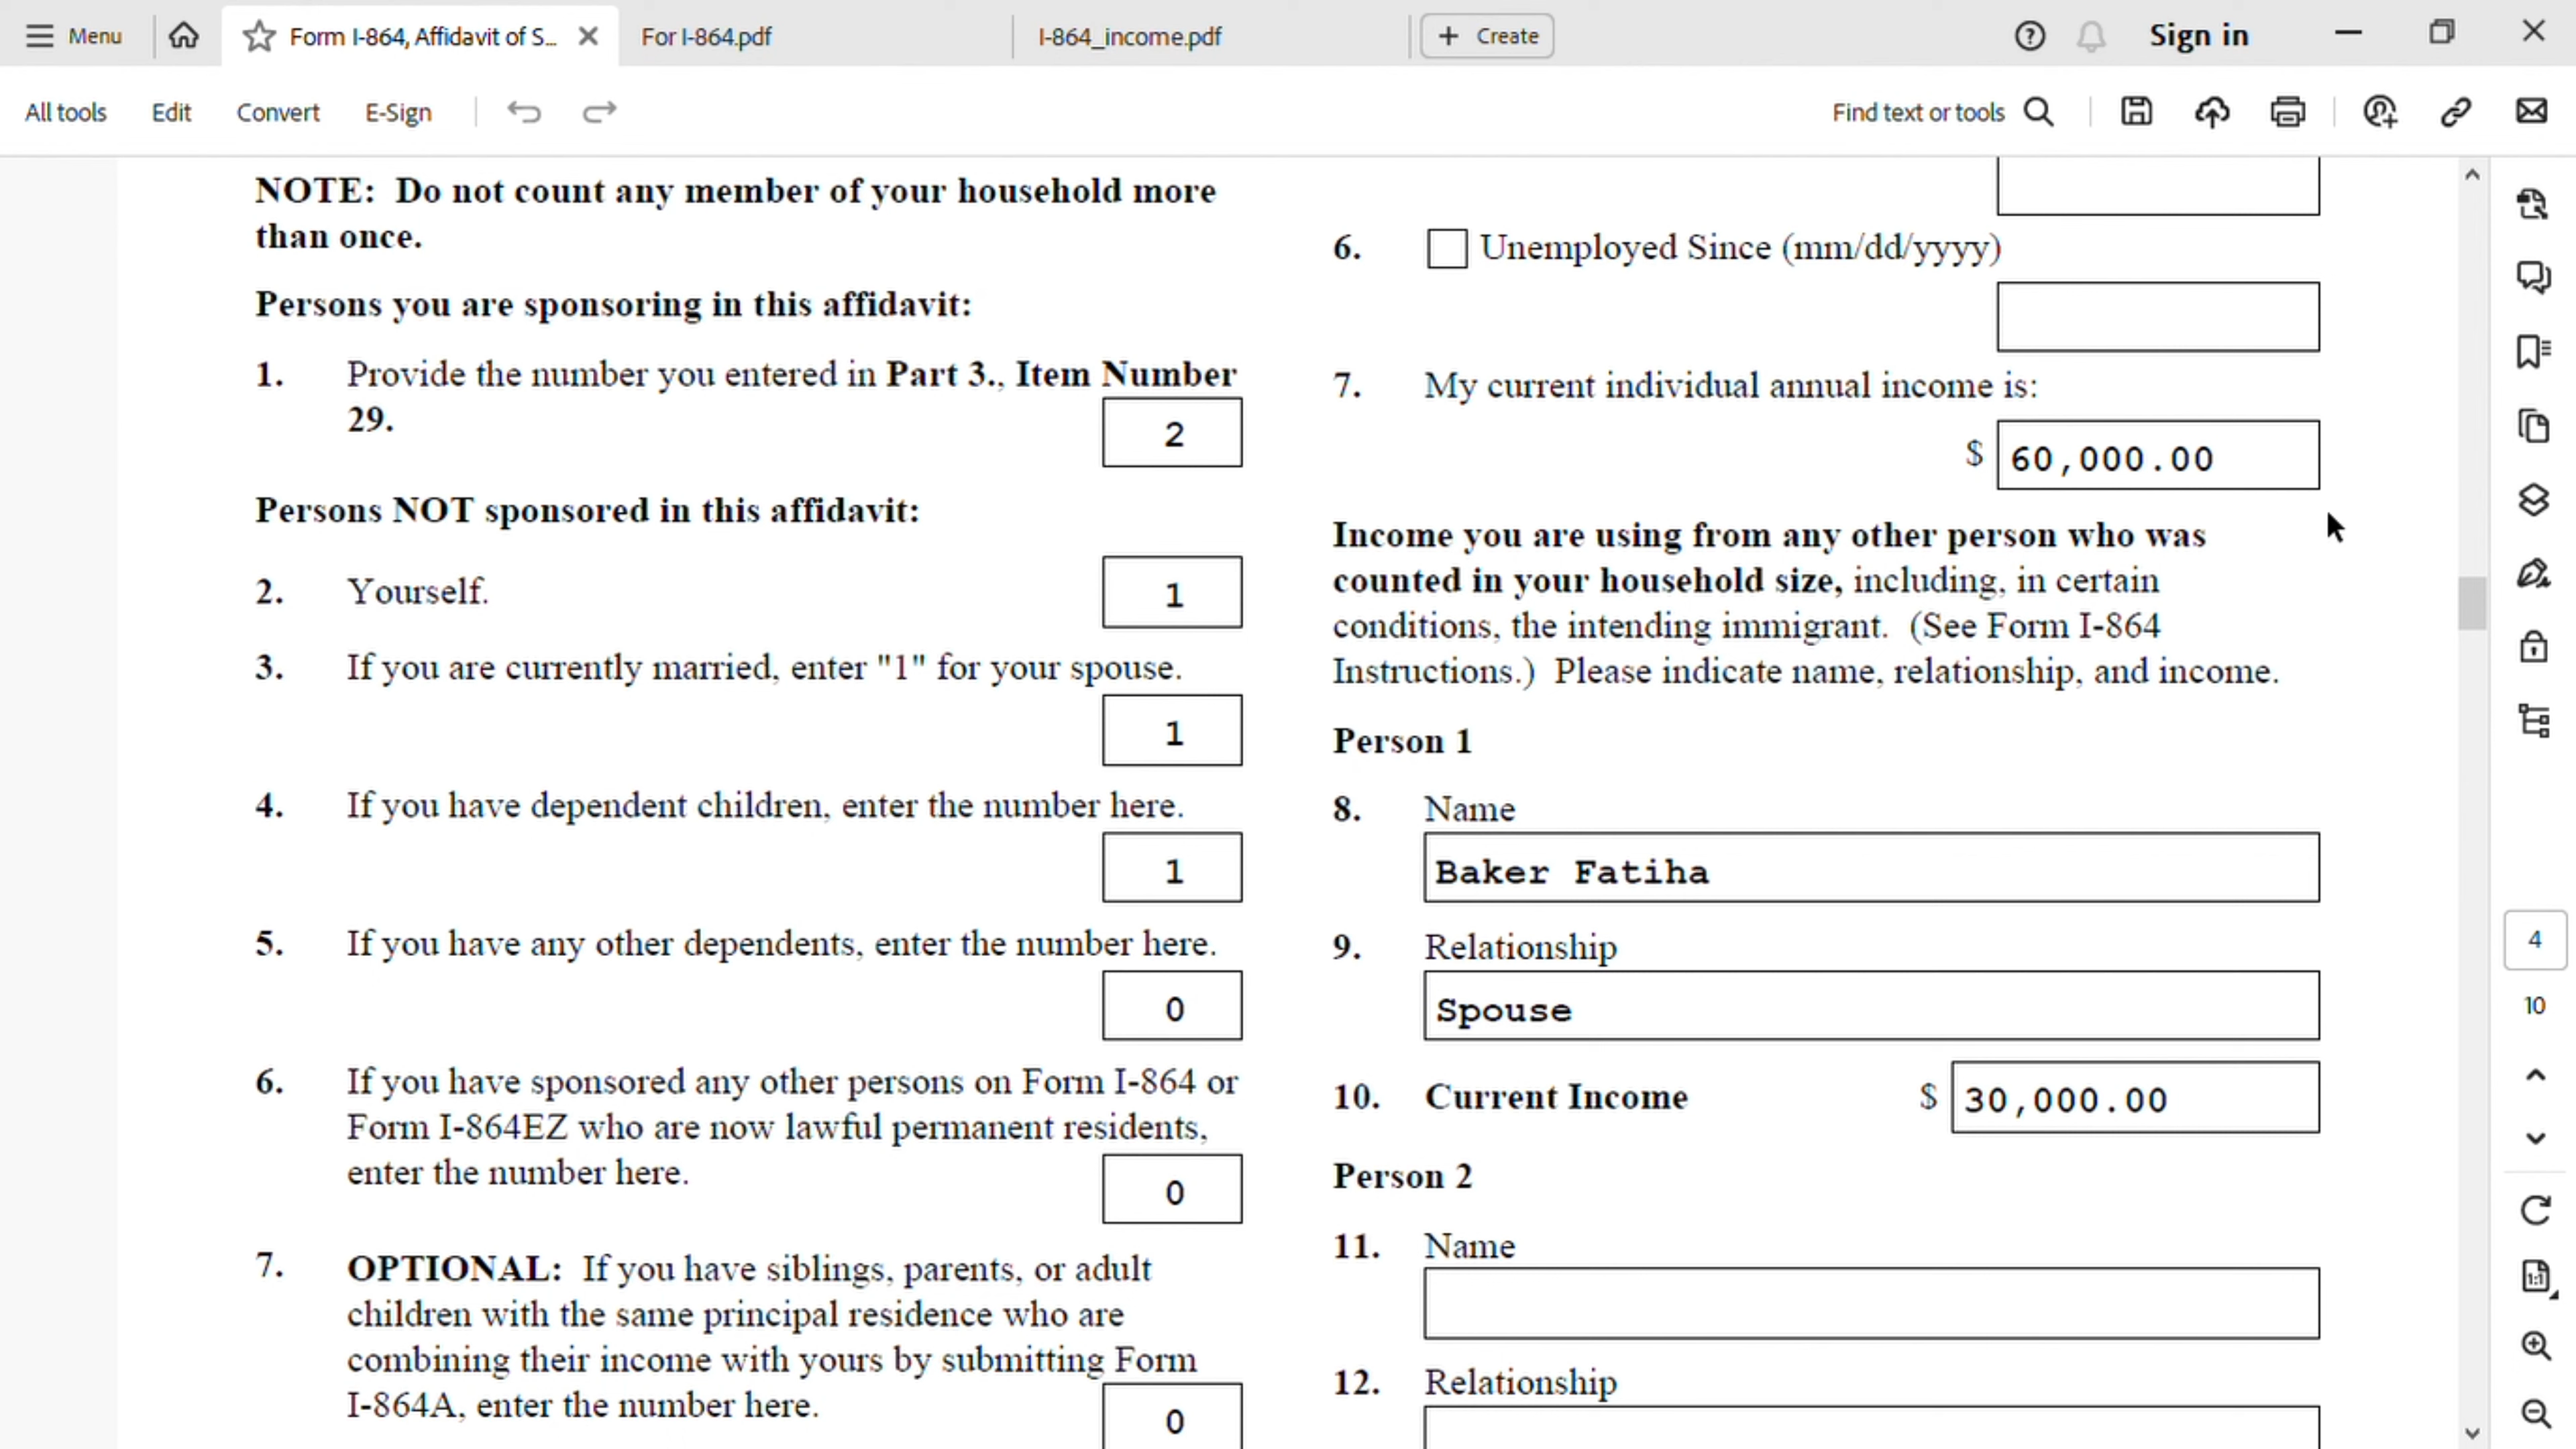 Menu
Form I-864, Affidavit of S...
For I-864.pdf
I-864_income.pdf
Create
Sign in
All tools
Edit
Convert
E-Sign
Find text or tools
NOTE: Do not count any member of your household more
than once.
Persons you are sponsoring in this affidavit:
1. Provide the number you entered in Part 3., Item Number
29.
2
Persons NOT sponsored in this affidavit:
2. Yourself.
1
3. If you are currently married, enter "1" for your spouse.
1
4. If you have dependent children, enter the number here.
1
5. If you have any other dependents, enter the number here.
0
6. If you have sponsored any other persons on Form I-864 or
Form I-864EZ who are now lawful permanent residents,
enter the number here.
0
7. OPTIONAL: If you have siblings, parents, or adult
children with the same principal residence who are
combining their income with yours by submitting Form
I-864A, enter the number here.
0
6. Unemployed Since (mm/dd/yyyy)
7. My current individual annual income is:
$ 60,000.00
Income you are using from any other person who was
counted in your household size, including, in certain
conditions, the intending immigrant. (See Form I-864
Instructions.) Please indicate name, relationship, and income.
Person 1
8. Name
Baker Fatiha
9. Relationship
Spouse
10. Current Income $ 30,000.00
Person 2
11. Name
12. Relationship
4
10
1:1